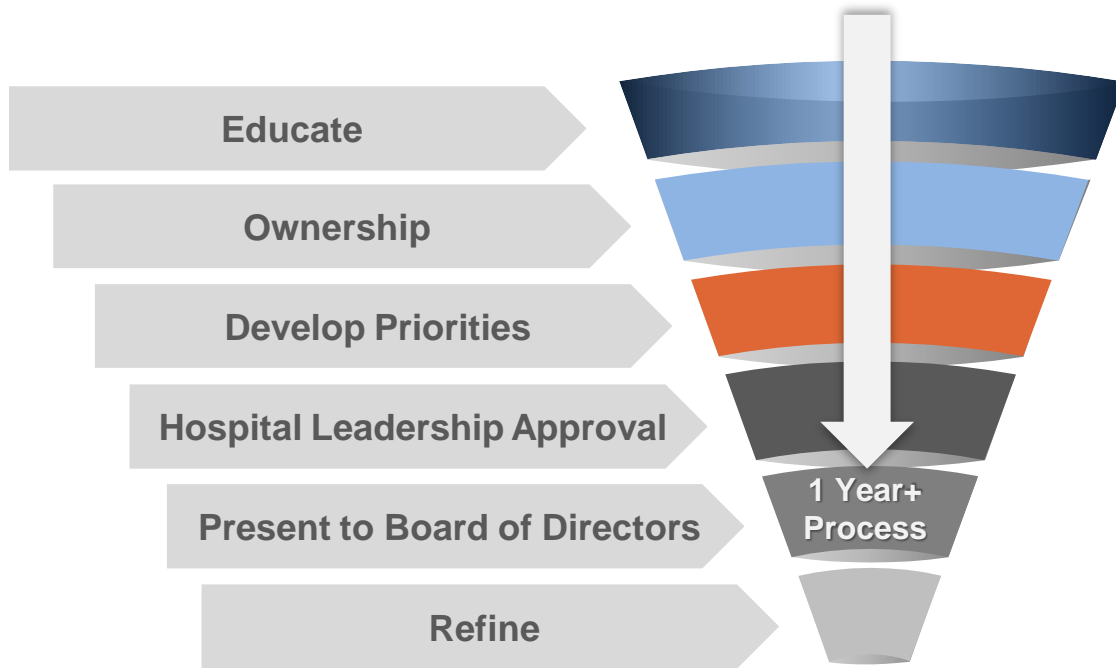 Educate
Ownership
Develop Priorities
Hospital Leadership Approval
Present to Board of Directors
1 Year+
Process
Refine